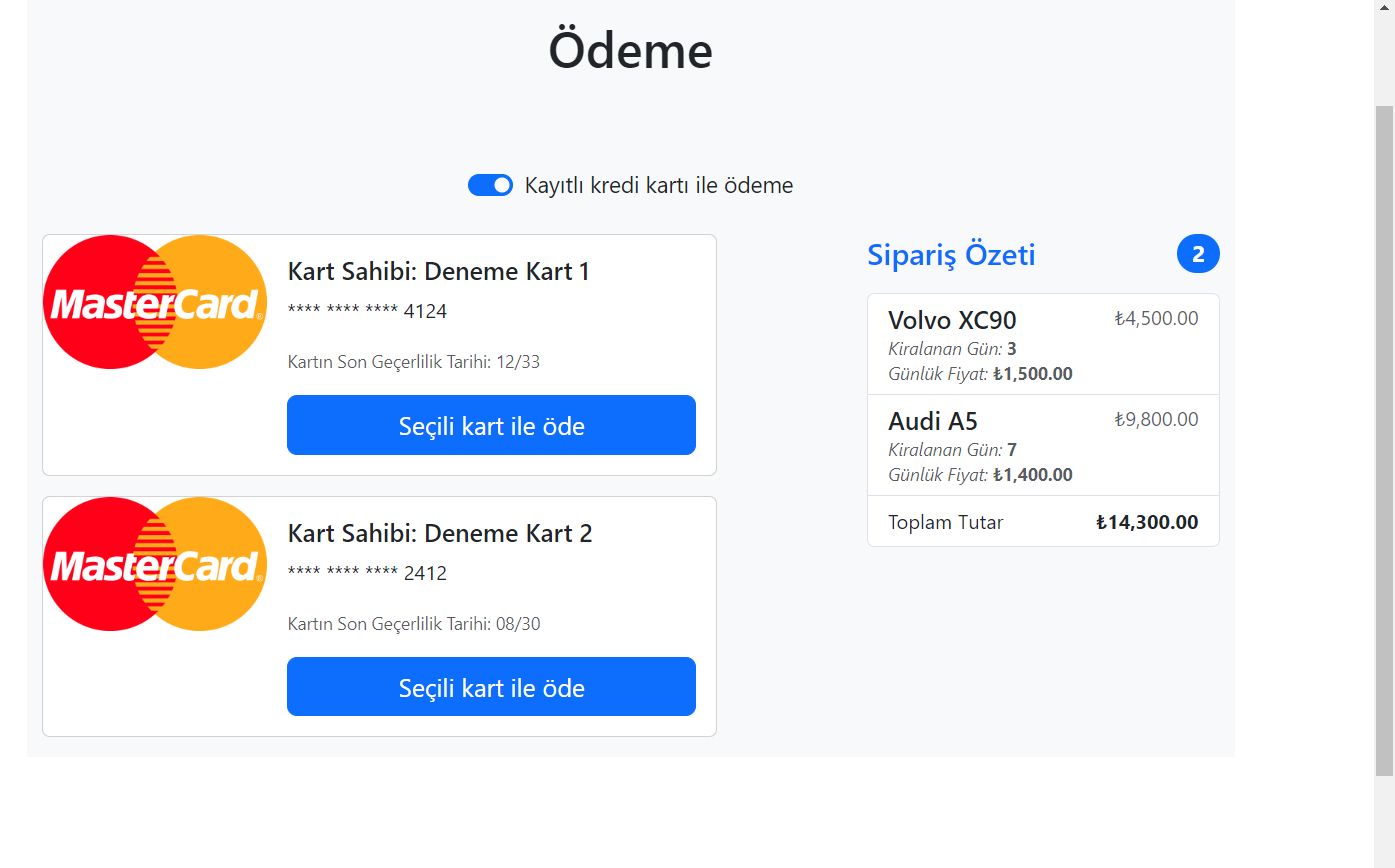 Ödeme
Kayıtlı kredi kartı ile ödeme
MasterCard®
Kart Sahibi: Deneme Kart 1
**** **** **** 4124
Kartın Son Geçerlilik Tarihi: 12/33
Seçili kart ile öde
MasterCard®
Kart Sahibi: Deneme Kart 2
**** **** **** 2412
Kartın Son Geçerlilik Tarihi: 08/30
Seçili kart ile öde
Sipariş Özeti 2
Volvo XC90 ₺4,500.00
Kiralanan Gün: 3
Günlük Fiyat: ₺1,500.00
Audi A5 ₺9,800.00
Kiralanan Gün: 7
Günlük Fiyat: ₺1,400.00
Toplam Tutar ₺14,300.00